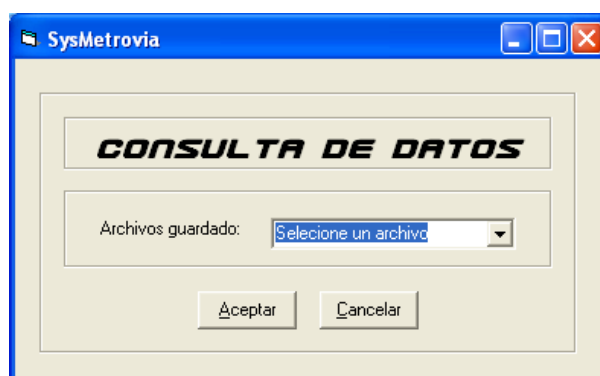 SysMetrovia
CONSULTA DE DATOS
Archivos guardado: Selecione un archivo
Aceptar Cancelar